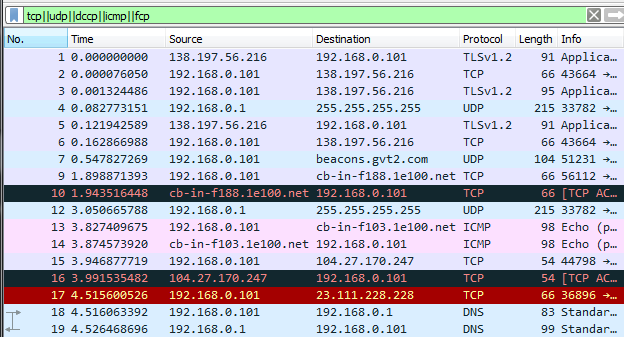 tcp||udp||dccp||icmp||fcp
No. Time Source Destination Protocol Length Info
1 0.000000000 138.197.56.216 192.168.0.101 TLSv1.2 91 Applica…
2 0.000076050 192.168.0.101 138.197.56.216 TCP 66 43664 →…
3 0.001324486 192.168.0.101 138.197.56.216 TLSv1.2 95 Applica…
4 0.082773151 192.168.0.1 255.255.255.255 UDP 215 33782 →…
5 0.121942589 138.197.56.216 192.168.0.101 TLSv1.2 91 Applica…
6 0.162866988 192.168.0.101 138.197.56.216 TCP 66 43664 →…
7 0.547827269 192.168.0.101 beacons.gvt2.com UDP 104 51231 →…
9 1.898871393 192.168.0.101 cb-in-f188.1e100.net TCP 66 56112 →…
10 1.943516448 cb-in-f188.1e100.net 192.168.0.101 TCP 66 [TCP AC…
12 3.050665788 192.168.0.1 255.255.255.255 UDP 215 33782 →…
13 3.827409675 192.168.0.101 cb-in-f103.1e100.net ICMP 98 Echo (p…
14 3.874573920 cb-in-f103.1e100.net 192.168.0.101 ICMP 98 Echo (p…
15 3.946877719 192.168.0.101 104.27.170.247 TCP 54 44798 →…
16 3.991535482 104.27.170.247 192.168.0.101 TCP 54 [TCP AC…
17 4.515600526 192.168.0.101 23.111.228.228 TCP 66 36896 →…
18 4.516063392 192.168.0.101 192.168.0.1 DNS 83 Standar…
19 4.526468696 192.168.0.1 192.168.0.101 DNS 99 Standar…